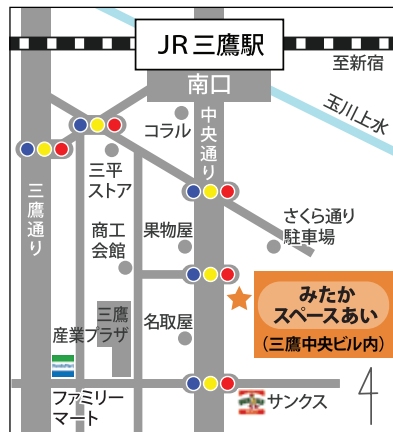 JR三鷹駅
至新宿
南口
玉川上水
コラル
中央通り
三平
ストア
三鷹通り
さくら通り
駐車場
商工
会館
果物屋
みたか
スペースあい
(三鷹中央ビル内)
三鷹
産業プラザ
名取屋
FamilyMart
ファミリー
マート
サンクス